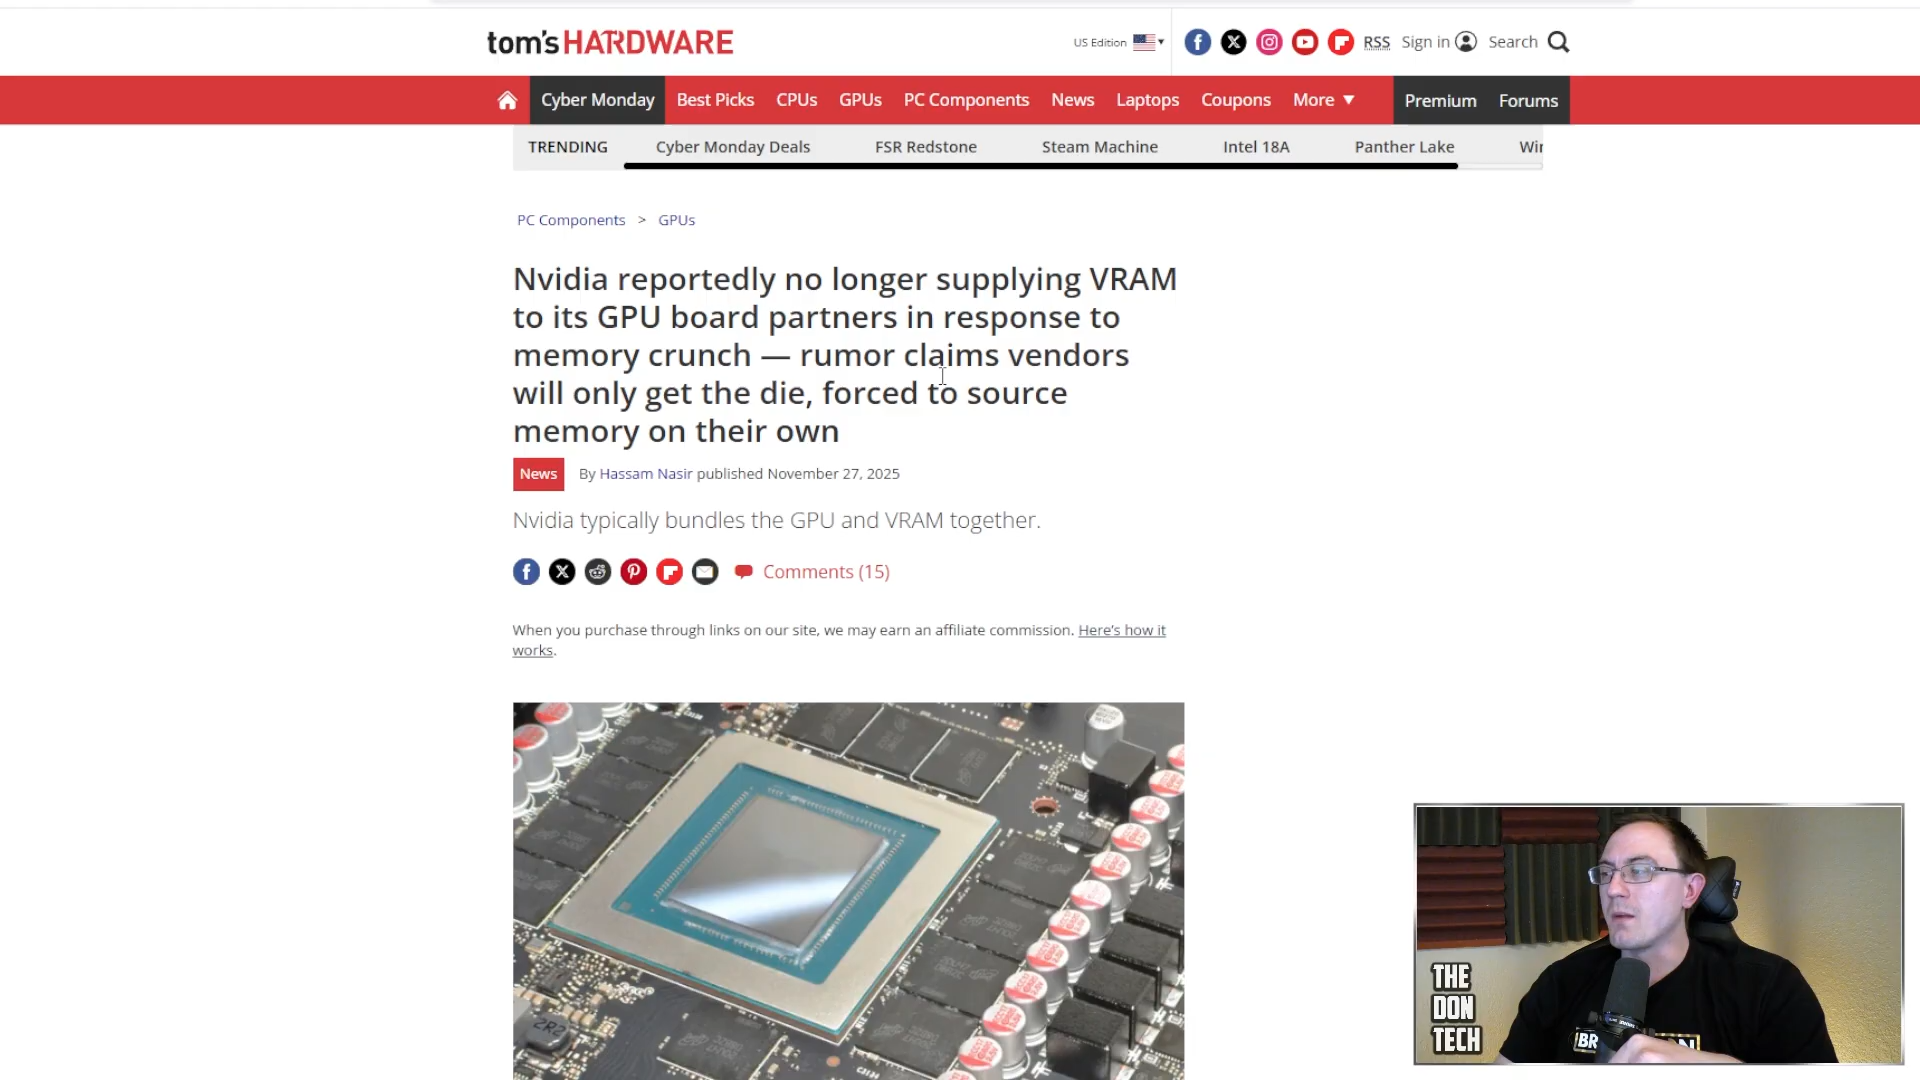 tom's HARDWARE
US Edition
RSS
Sign in
Search
Cyber Monday
Best Picks
CPUs
GPUs
PC Components
News
Laptops
Coupons
More
Premium
Forums
TRENDING
Cyber Monday Deals
FSR Redstone
Steam Machine
Intel 18A
Panther Lake
PC Components > GPUs
Nvidia reportedly no longer supplying VRAM
to its GPU board partners in response to
memory crunch — rumor claims vendors
will only get the die, forced to source
memory on their own
News
By Hassam Nasir published November 27, 2025
Nvidia typically bundles the GPU and VRAM together.
Comments (15)
When you purchase through links on our site, we may earn an affiliate commission. Here's how it
works.
2R2
THE
DON
TECH